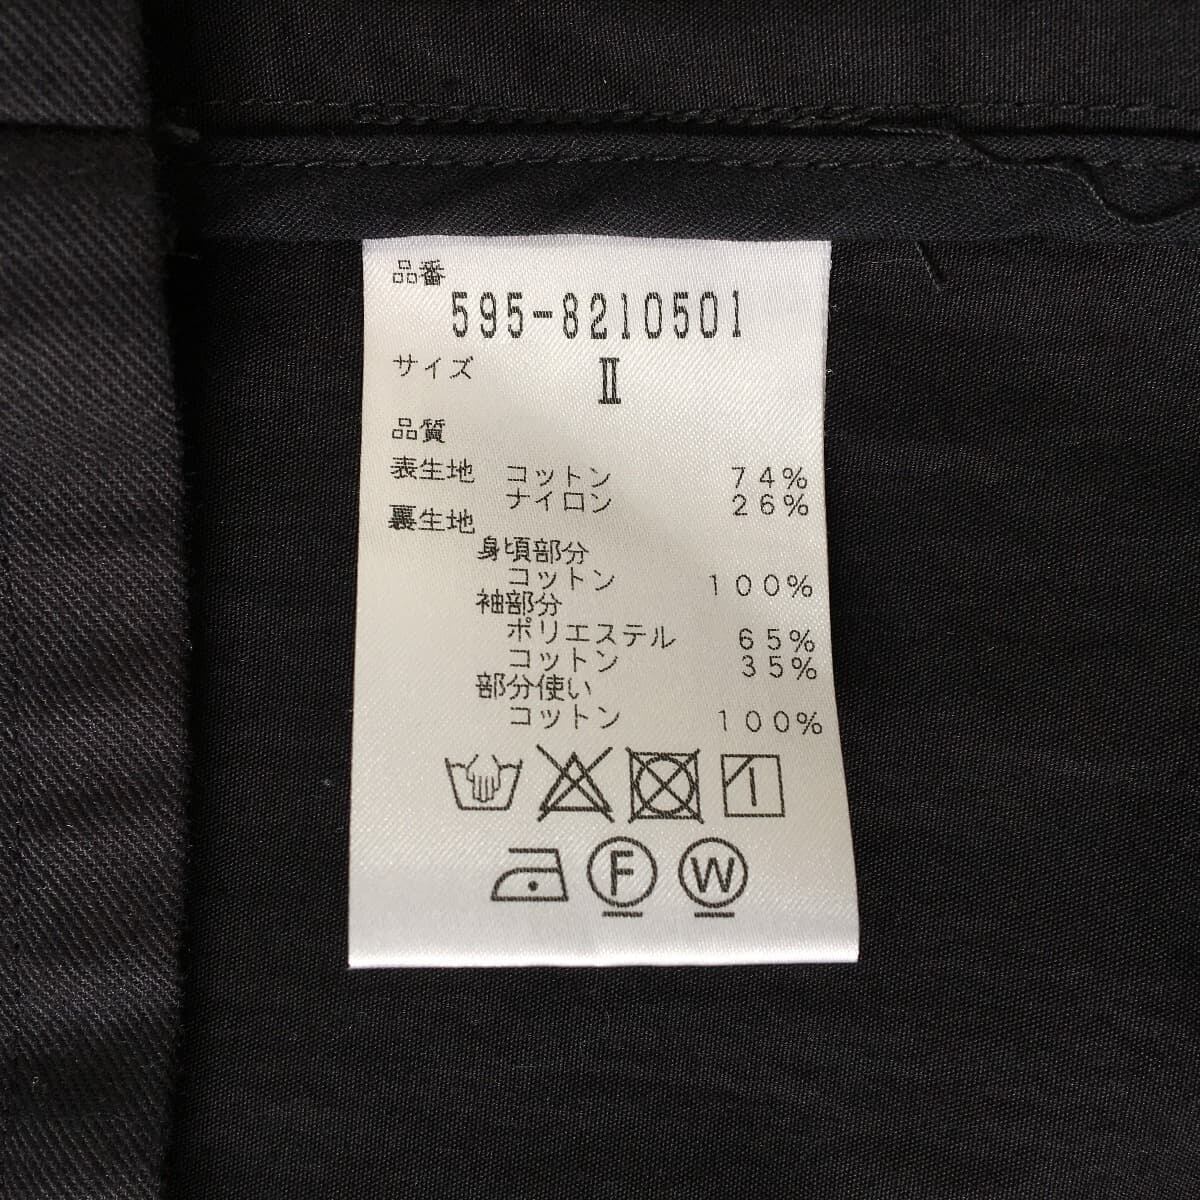 品番
595-8210501
サイズ II
品質
表生地 コットン 74%
ナイロン 26%
裏生地
身頃部分
コットン 100%
袖部分
ポリエステル 65%
コットン 35%
部分使い
コットン 100%
F W